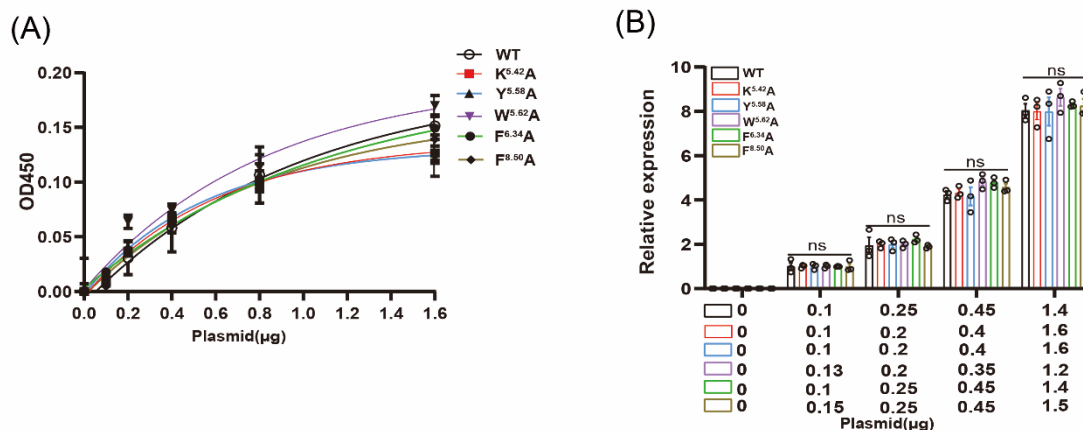 (A)
0.20
0.15
0.10
0.05
0.00
OD450
0.0 0.2 0.4 0.6 0.8 1.0 1.2 1.4 1.6
Plasmid(μg)
WT
K5.42A
Y5.58A
W5.62A
F6.34A
F8.50A
(B)
10
8
6
4
2
0
Relative expression
WT
K5.42A
Y5.58A
W5.62A
F6.34A
F8.50A
ns
ns
ns
ns
0 0.1 0.25 0.45 1.4
0 0.1 0.2 0.4 1.6
0 0.1 0.2 0.4 1.6
0 0.13 0.2 0.35 1.2
0 0.1 0.25 0.45 1.4
0 0.15 0.25 0.45 1.5
Plasmid(μg)